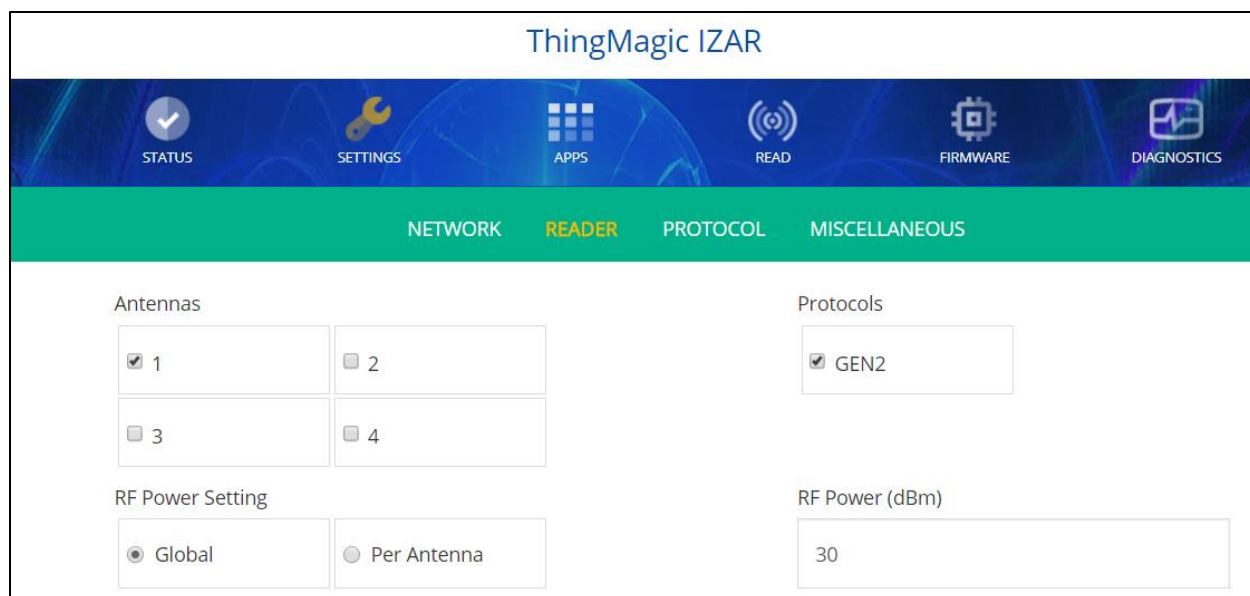 ThingMagic IZAR
STATUS SETTINGS APPS READ FIRMWARE DIAGNOSTICS
NETWORK READER PROTOCOL MISCELLANEOUS
Antennas Protocols
1 2 GEN2
3 4
RF Power Setting RF Power (dBm)
Global Per Antenna 30